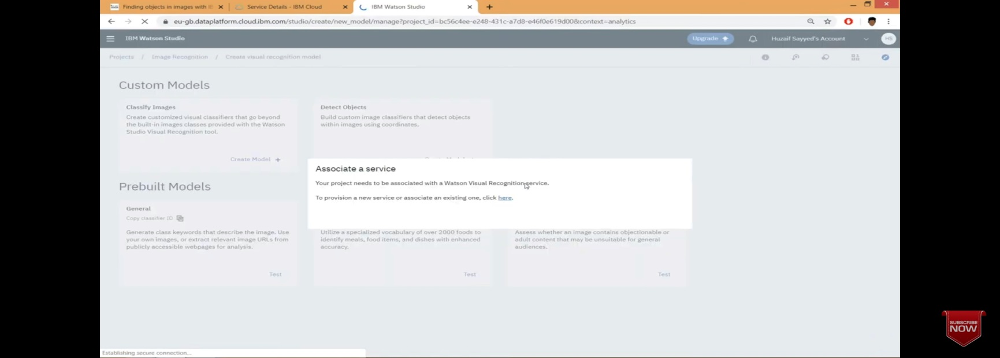 Finding objects in images with IB
Service Details - IBM Cloud
IBM Watson Studio
eu-gb.dataplatform.cloud.ibm.com/studio/create/new_model/manage?project_id=bc56c4ee-e248-431c-a7d8-e46f0e619d00&context=analytics
IBM Watson Studio
Upgrade
Huzaif Sayyed's Account
HS
Projects / Image Recognition / Create visual recognition model
Custom Models
Classify Images
Create customized visual classifiers that go beyond
the built-in images classes provided with the Watson
Studio Visual Recognition tool.
Create Model +
Detect Objects
Build custom image classifiers that detect objects
within images using coordinates.
Associate a service
Your project needs to be associated with a Watson Visual Recognition service.
To provision a new service or associate an existing one, click here.
Prebuilt Models
General
Copy classifier ID
Generate class keywords that describe the image. Use
your own images, or extract relevant image URLs from
publicly accessible webpages for analysis.
Test
Utilize a specialized vocabulary of over 2000 foods to
identify meals, food items, and dishes with enhanced
accuracy.
Test
Assess whether an image contains objectionable or
adult content that may be unsuitable for general
audiences.
Test
Establishing secure connection...
SUBSCRIBE
NOW